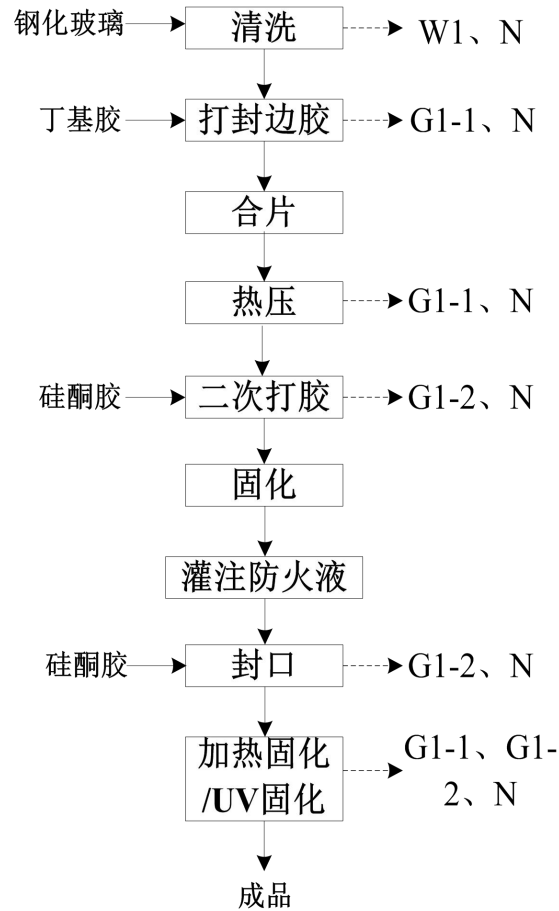 钢化玻璃
清洗
W1、N
丁基胶
打封边胶
G1-1、N
合片
热压
G1-1、N
硅酮胶
二次打胶
G1-2、N
固化
灌注防火液
硅酮胶
封口
G1-2、N
加热固化
/UV固化
G1-1、G1-
2、N
成品